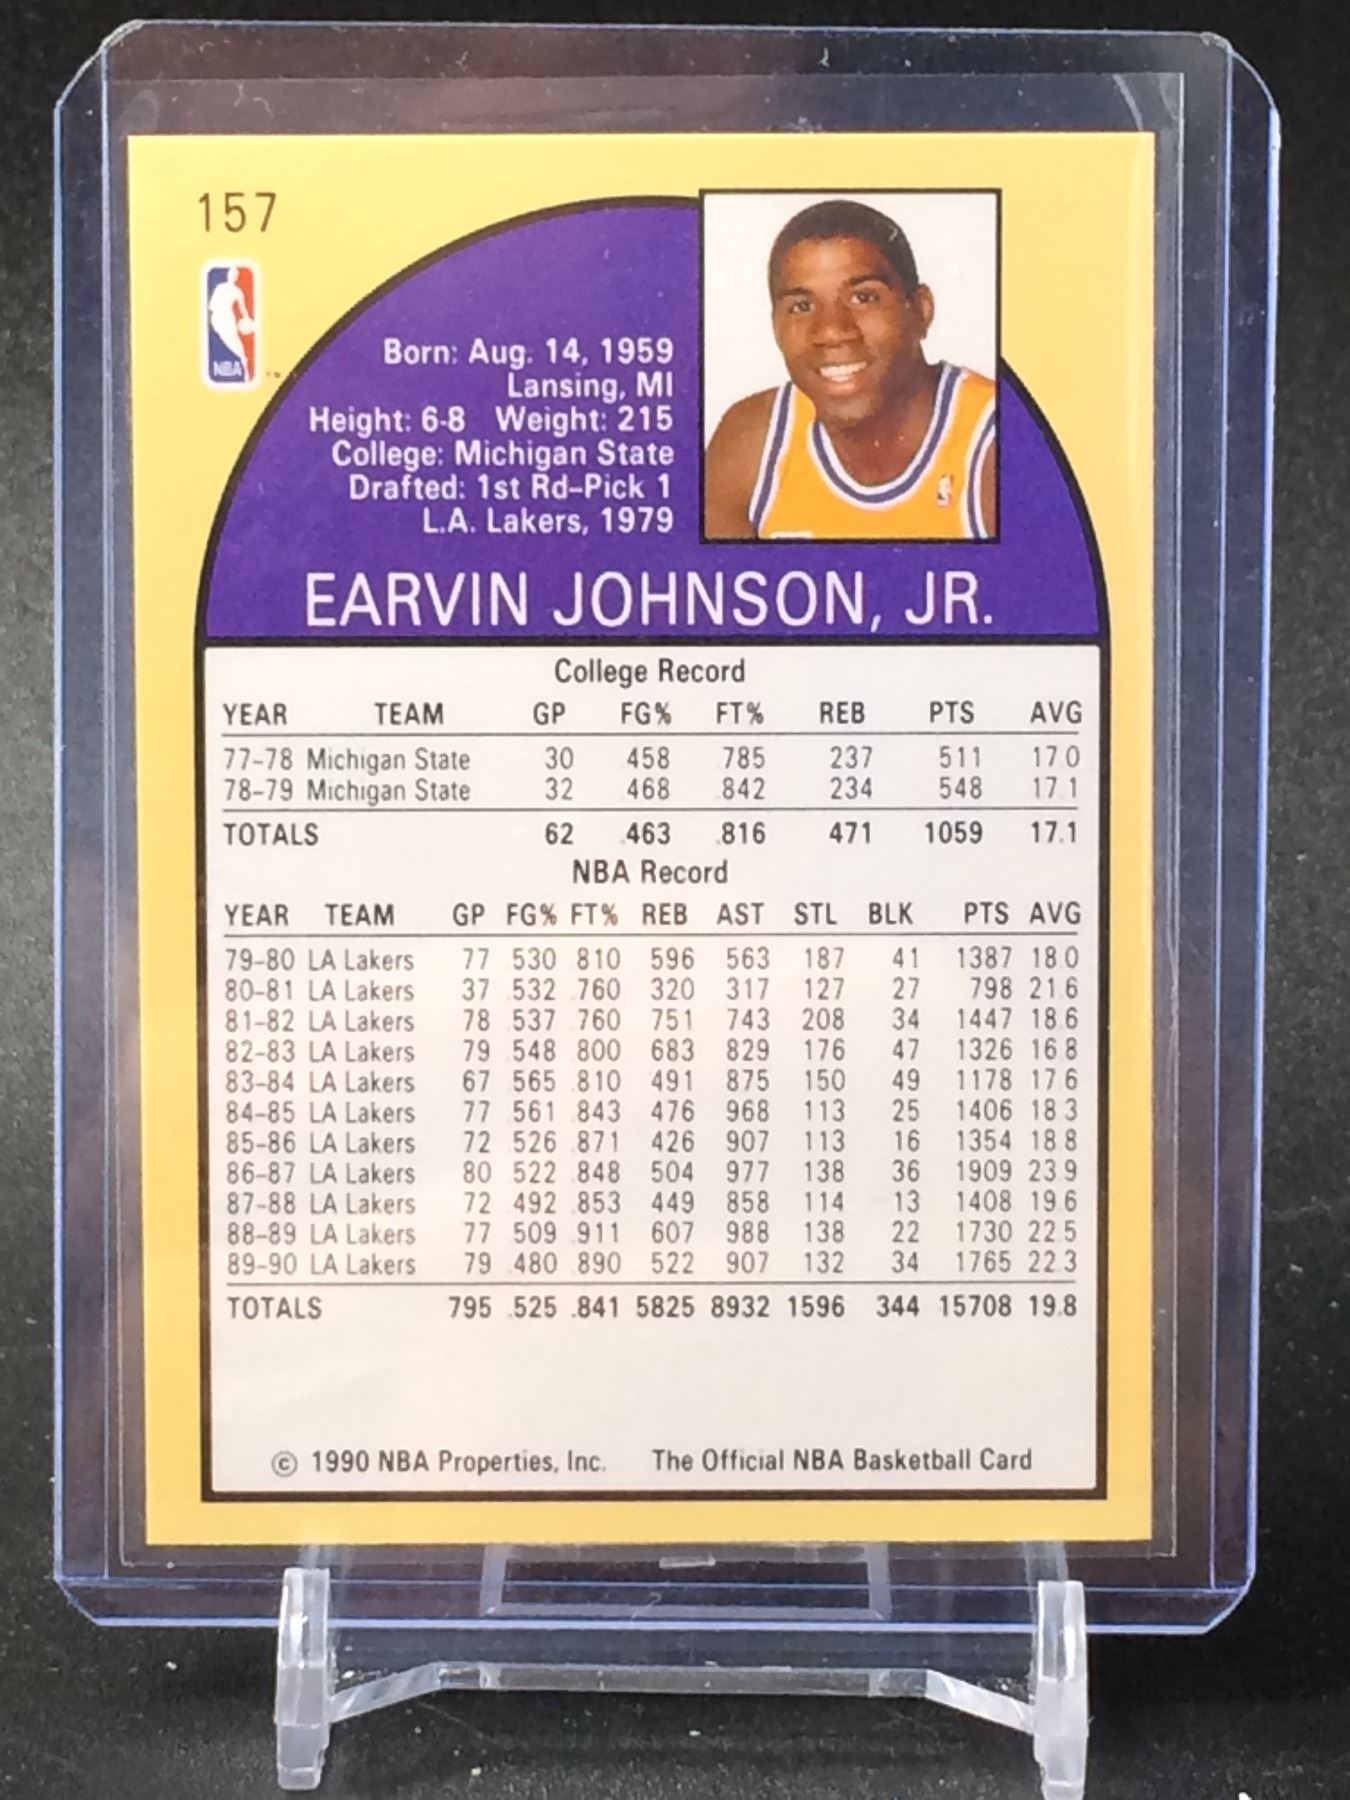 157
NBA
Born: Aug. 14, 1959
Lansing, MI
Height: 6-8 Weight: 215
College: Michigan State
Drafted: 1st Rd–Pick 1
L.A. Lakers, 1979
EARVIN JOHNSON, JR.
College Record
YEAR TEAM GP FG% FT% REB PTS AVG
77–78 Michigan State 30 .458 .785 237 511 17.0
78–79 Michigan State 32 .468 .842 234 548 17.1
TOTALS 62 .463 .816 471 1059 17.1
NBA Record
YEAR TEAM GP FG% FT% REB AST STL BLK PTS AVG
79–80 LA Lakers 77 .530 .810 596 563 187 41 1387 18.0
80–81 LA Lakers 37 .532 .760 320 317 127 27 798 21.6
81–82 LA Lakers 78 .537 .760 751 743 208 34 1447 18.6
82–83 LA Lakers 79 .548 .800 683 829 176 47 1326 16.8
83–84 LA Lakers 67 .565 .810 491 875 150 49 1178 17.6
84–85 LA Lakers 77 .561 .843 476 968 113 25 1406 18.3
85–86 LA Lakers 72 .526 .871 426 907 113 16 1354 18.8
86–87 LA Lakers 80 .522 .848 504 977 138 36 1909 23.9
87–88 LA Lakers 72 .492 .853 449 858 114 13 1408 19.6
88–89 LA Lakers 77 .509 .911 607 988 138 22 1730 22.5
89–90 LA Lakers 79 .480 .890 522 907 132 34 1765 22.3
TOTALS 795 .525 .841 5825 8932 1596 344 15708 19.8
© 1990 NBA Properties, Inc. The Official NBA Basketball Card